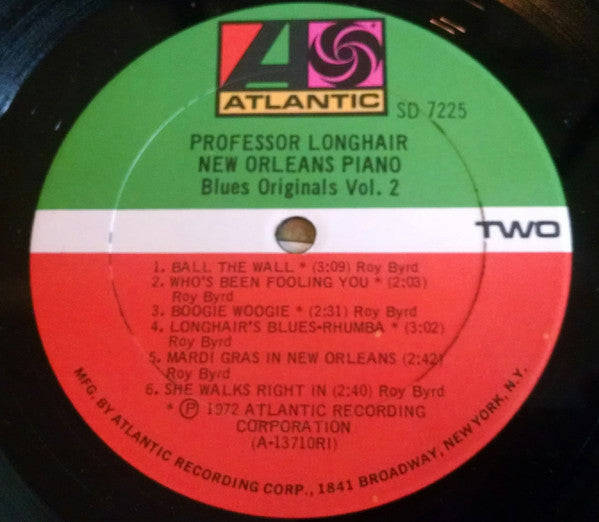 ATLANTIC
SD 7225
PROFESSOR LONGHAIR
NEW ORLEANS PIANO
Blues Originals Vol. 2
TWO
1. BALL THE WALL * (3:09) Roy Byrd
2. WHO'S BEEN FOOLING YOU * (2:03)
Roy Byrd
3. BOOGIE WOOGIE * (2:31) Roy Byrd
4. LONGHAIR'S BLUES-RHUMBA * (3:02)
Roy Byrd
5. MARDI GRAS IN NEW ORLEANS (2:42)
Roy Byrd
6. SHE WALKS RIGHT IN (2:40) Roy Byrd
* Ⓟ 1972 ATLANTIC RECORDING
CORPORATION
(A-13710RI)
MFG. BY ATLANTIC RECORDING CORP., 1841 BROADWAY, NEW YORK, N.Y.